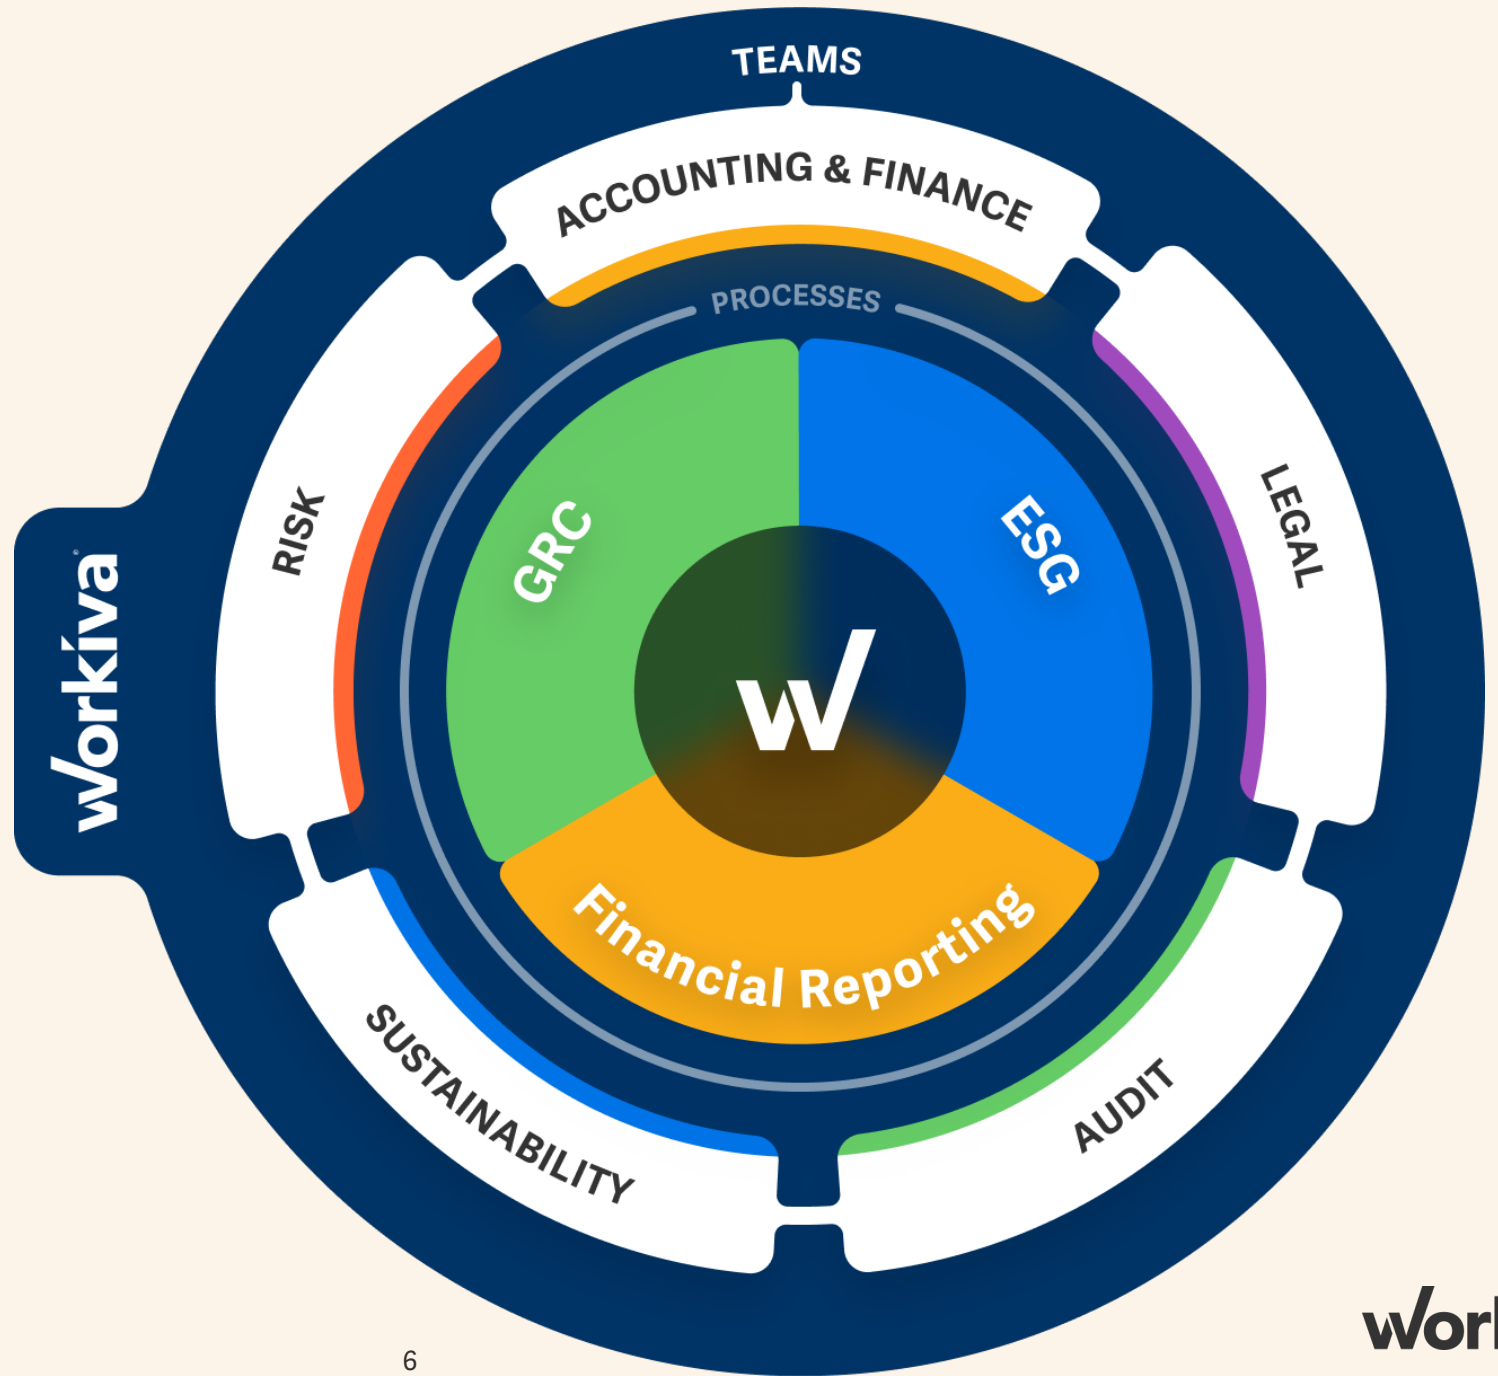 TEAMS
ACCOUNTING & FINANCE
PROCESSES
RISK
LEGAL
GRC
ESG
workiva
W
Financial Reporting
SUSTAINABILITY
AUDIT
6